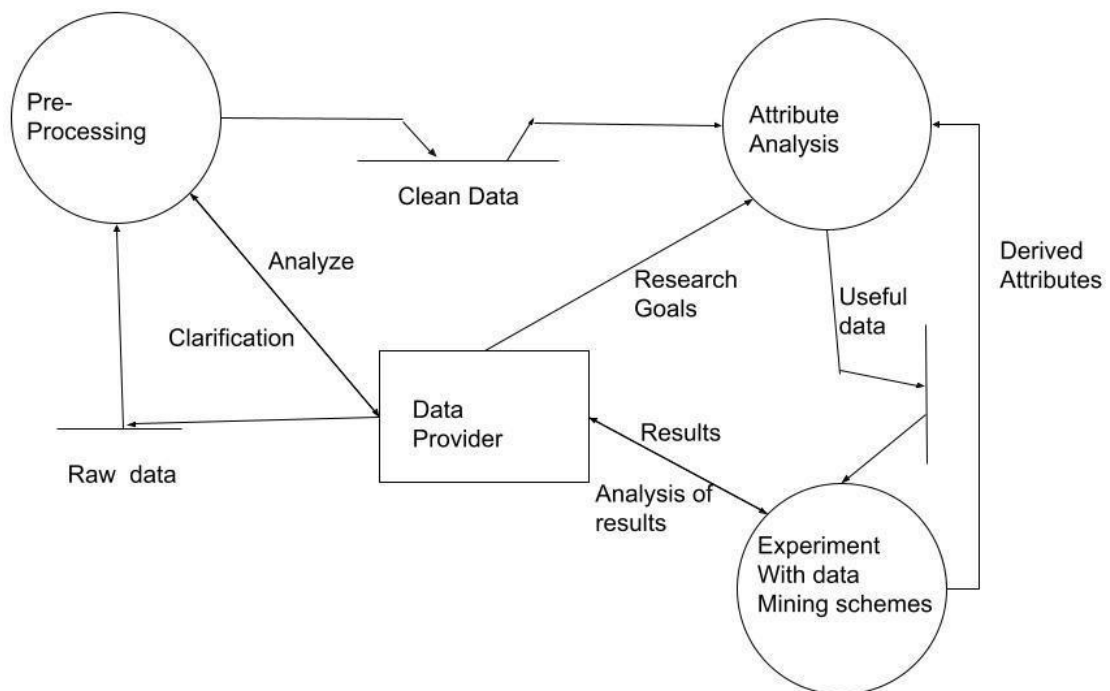 Pre-
Processing
Attribute
Analysis
Clean Data
Analyze
Research
Goals
Derived
Attributes
Useful
data
Clarification
Data
Provider
Results
Raw  data
Analysis of
results
Experiment
With data
Mining schemes